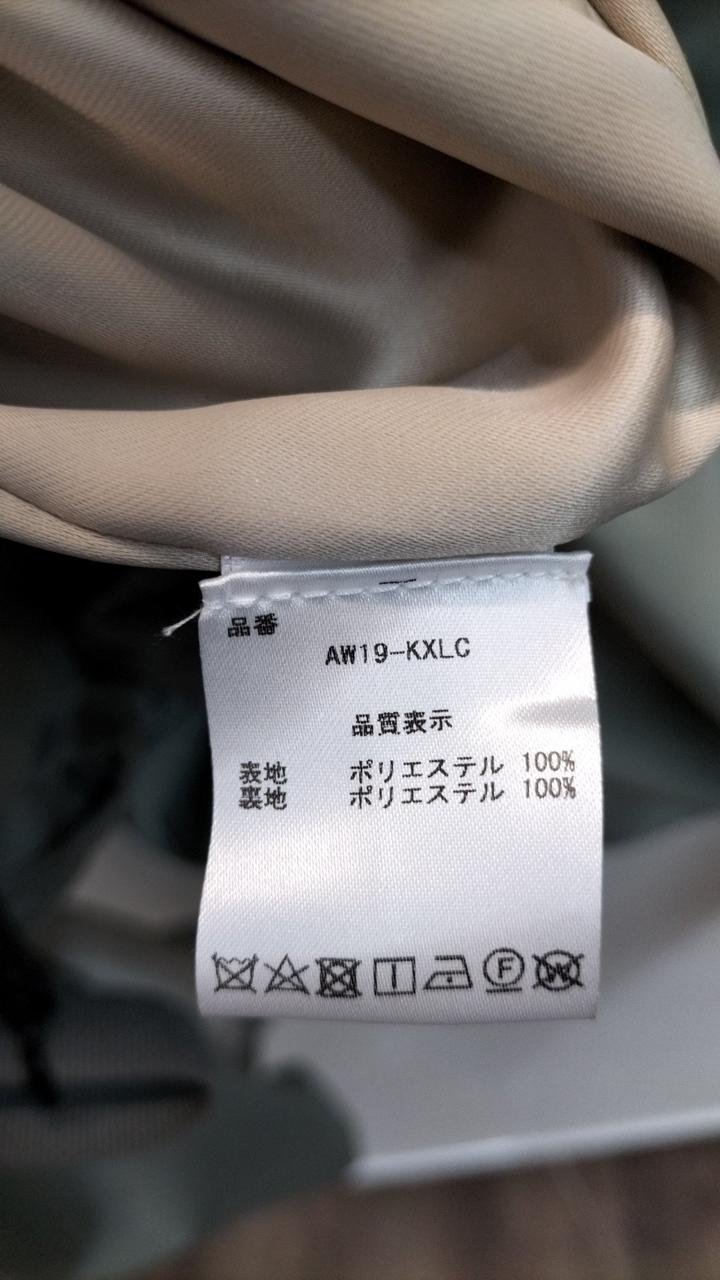 品番
AW19-KXLC
品質表示
表地 ポリエステル 100%
裏地 ポリエステル 100%
F
W